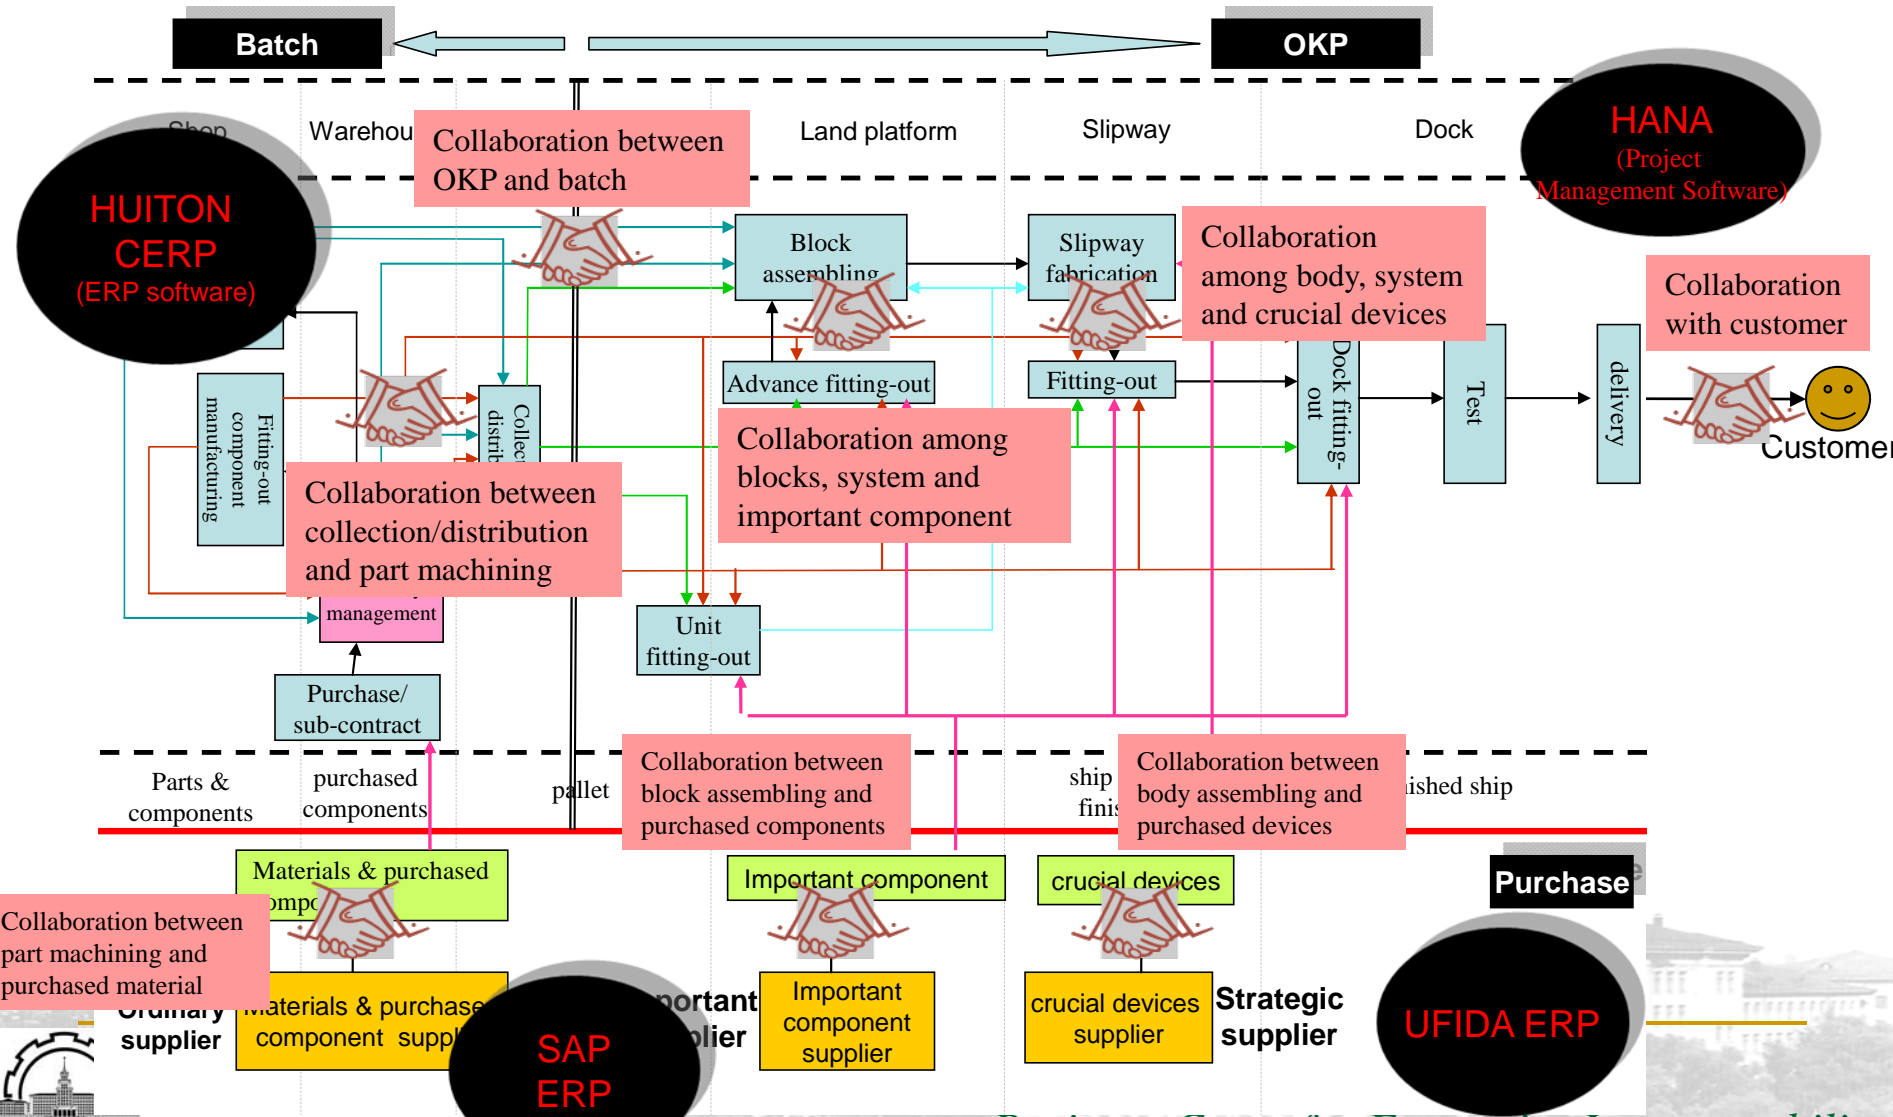 Batch
OKP
Shop
Land platform
Slipway
Dock
Collaboration between
OKP and batch
HANA
(Project
Management Software)
HUITON
CERP
(ERP software)
Block
assembling
Slipway
fabrication
Collaboration
among body, system
and crucial devices
Collaboration
with customer
Advance fitting-out
Fitting-out
Dock fitting-
out
Test
delivery
Customer
Fitting-out
component
manufacturing
Collaboration among
blocks, system and
important component
Collaboration between
collection/distribution
and part machining
management
Unit
fitting-out
Purchase/
sub-contract
Parts &
components
purchased
components
pallet
Collaboration between
block assembling and
purchased components
ship
Collaboration between
body assembling and
purchased devices
ship
Materials & purchased
Important component
crucial devices
Purchase
Collaboration between
part machining and
purchased material
Ordinary
supplier
Materials & purchased
component
SAP
ERP
Important
component
supplier
crucial devices
supplier
Strategic
supplier
UFIDA ERP